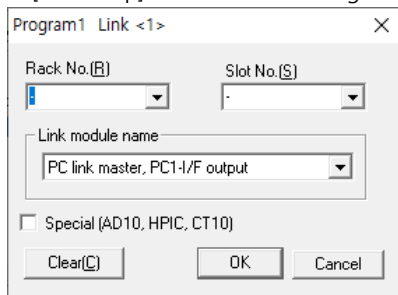 Program1 Link <1>
Rack No.(R) Slot No.(S)
- -
Link module name
PC link master, PC1-I/F output
Special (AD10, HPIC, CT10)
Clear(C) OK Cancel